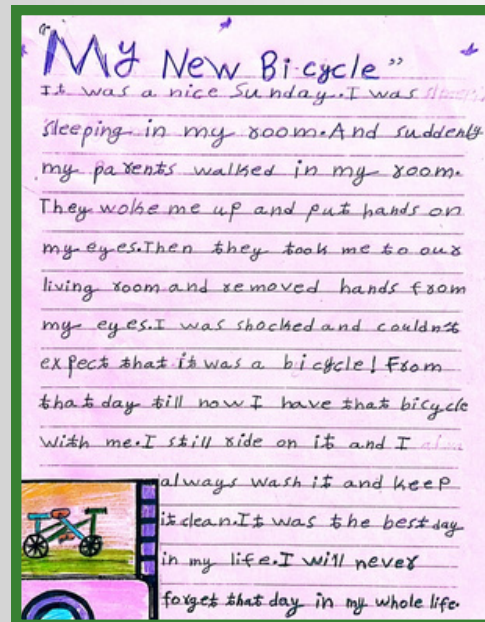 "My New Bi-cycle"
It was a nice Sunday.I was
sleeping in my room.And suddenly
my parents walked in my room.
They woke me up and put hands on
my eyes.Then they took me to our
living room and removed hands from
my eyes.I was shocked and couldn't
expect that it was a bicycle! From
that day till now I have that bicycle
with me.I still ride on it and I
always wash it and keep
it clean.It was the best day
in my life.I will never
forget that day in my whole life.